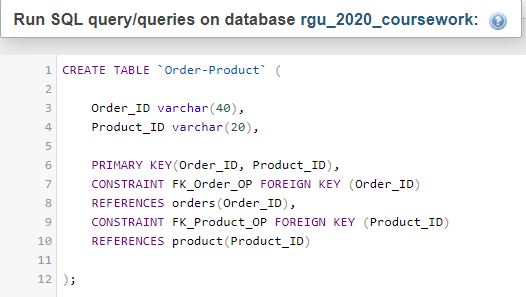 Run SQL query/queries on database rgu_2020_coursework:
1 CREATE TABLE `Order-Product` (
2
3 Order_ID varchar(40),
4 Product_ID varchar(20),
5
6 PRIMARY KEY(Order_ID, Product_ID),
7 CONSTRAINT FK_Order_OP FOREIGN KEY (Order_ID)
8 REFERENCES orders(Order_ID),
9 CONSTRAINT FK_Product_OP FOREIGN KEY (Product_ID)
10 REFERENCES product(Product_ID)
11
12 );